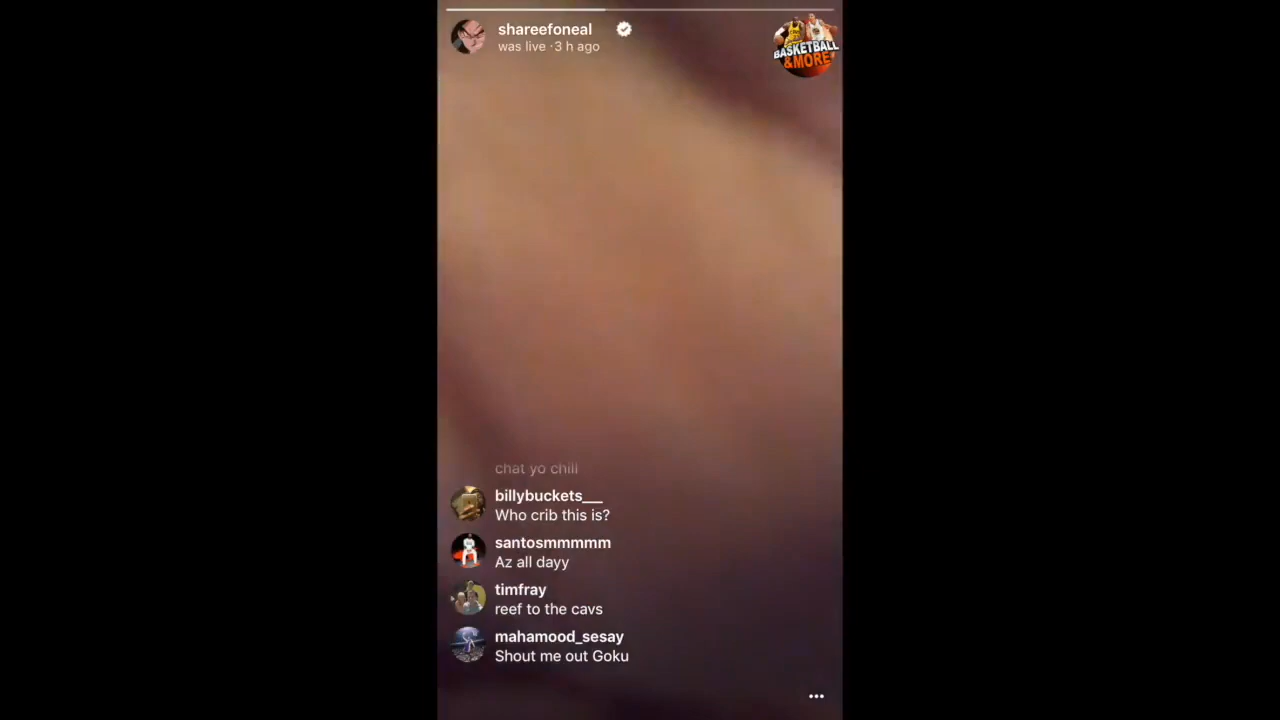 shareefoneal
was live · 3 h ago
BASKETBALL
&MORE
chat yo chill
billybuckets___
Who crib this is?
santosmmmmm
Az all dayy
timfray
reef to the cavs
mahamood_sesay
Shout me out Goku